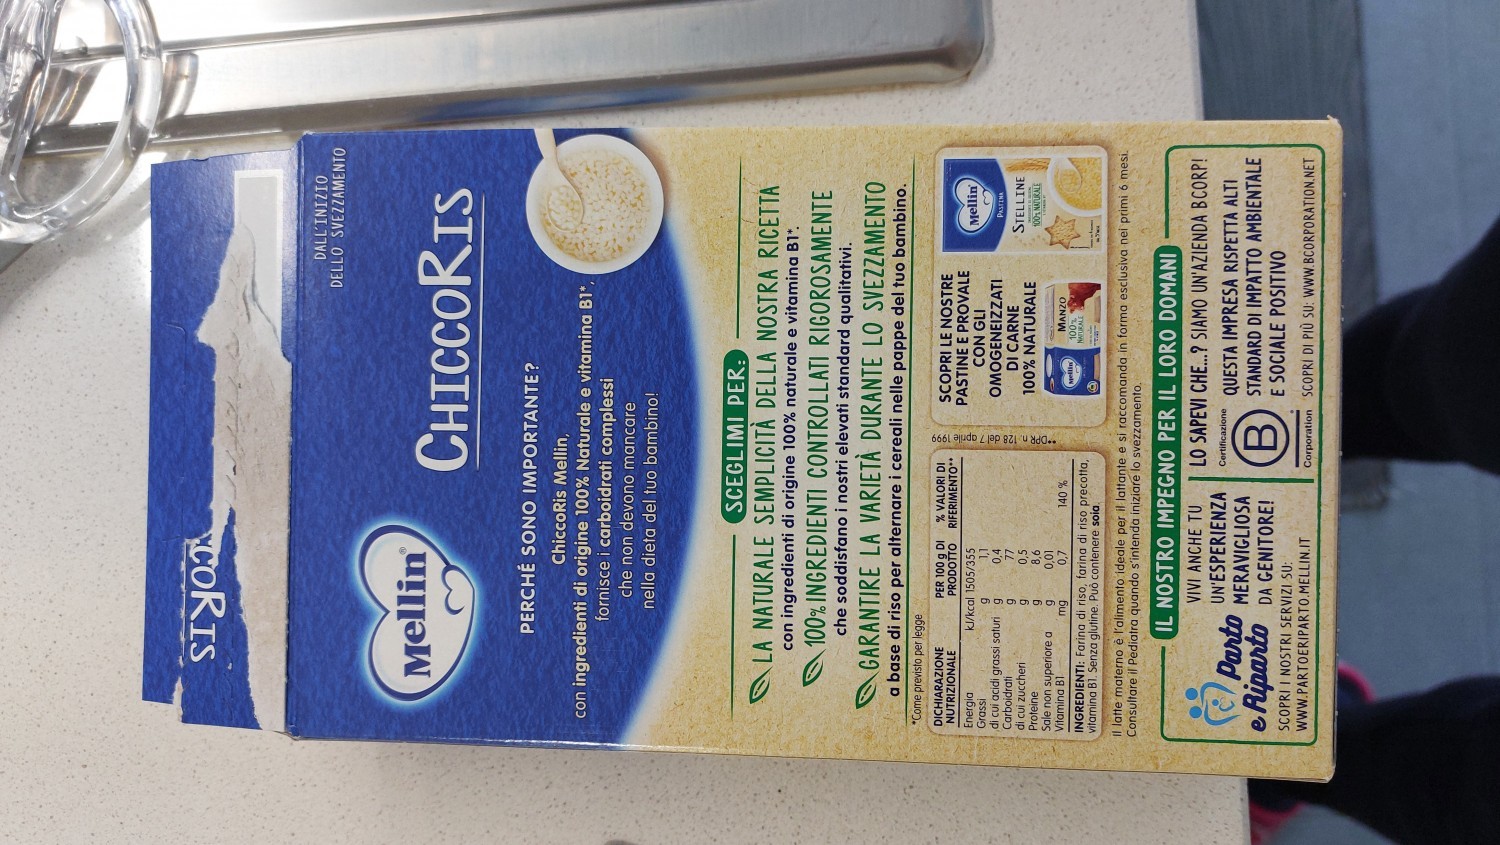 CORIS
DALL'INIZIO
DELLO SVEZZAMENTO
Mellin®
CHICCORIS
PERCHÉ SONO IMPORTANTE?
ChiccoRis Mellin,
con ingredienti di origine 100% Naturale e vitamina B1*,
fornisce i carboidrati complessi
che non devono mancare
nella dieta del tuo bambino!
SCEGLIMI PER:
LA NATURALE SEMPLICITÀ DELLA NOSTRA RICETTA
con ingredienti di origine 100% naturale e vitamina B1*.
100% INGREDIENTI CONTROLLATI RIGOROSAMENTE
che soddisfano i nostri elevati standard qualitativi.
GARANTIRE LA VARIETÀ DURANTE LO SVEZZAMENTO
a base di riso per alternare i cereali nelle pappe del tuo bambino.
*Come previsto per legge
DICHIARAZIONE NUTRIZIONALE PER 100 g DI PRODOTTO % VALORI DI RIFERIMENTO**
Energia kJ/kcal 1505/355
Grassi g 1,1
di cui acidi grassi saturi g 0,4
Carboidrati g 77
di cui zuccheri g 0,5
Proteine g 8,6
Sale non superiore a g 0,01
Vitamina B1 mg 0,7 140 %
INGREDIENTI: Farina di riso, farina di riso precotta,
vitamina B1. Senza glutine. Può contenere soia.
**DPR n. 128 del 7 aprile 1999
SCOPRI LE NOSTRE
PASTINE E PROVALE
CON GLI
OMOGENEIZZATI
DI CARNE
100% NATURALE
Mellin
PASTINA
STELLINE
100% NATURALE
Mellin
MANZO
100%
NATURALE
Il latte materno è l'alimento ideale per il lattante e si raccomanda in forma esclusiva nei primi 6 mesi.
Consultare il Pediatra quando s'intenda iniziare lo svezzamento.
IL NOSTRO IMPEGNO PER IL LORO DOMANI
Parto
e Riparto
VIVI ANCHE TU
UN'ESPERIENZA
MERAVIGLIOSA
DA GENITORE!
SCOPRI I NOSTRI SERVIZI SU:
WWW.PARTOERIPARTO.MELLIN.IT
LO SAPEVI CHE...? SIAMO UN'AZIENDA BCORP!
Certificazione
B
Corporation
QUESTA IMPRESA RISPETTA ALTI
STANDARD DI IMPATTO AMBIENTALE
E SOCIALE POSITIVO
SCOPRI DI PIÙ SU: WWW.BCORPORATION.NET